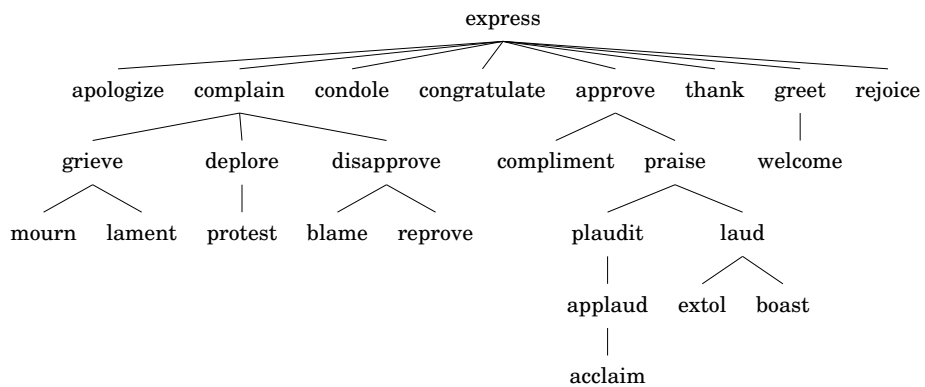 express
apologize complain condole congratulate approve thank greet rejoice
grieve deplore disapprove compliment praise welcome
mourn lament protest blame reprove plaudit laud
applaud extol boast
acclaim